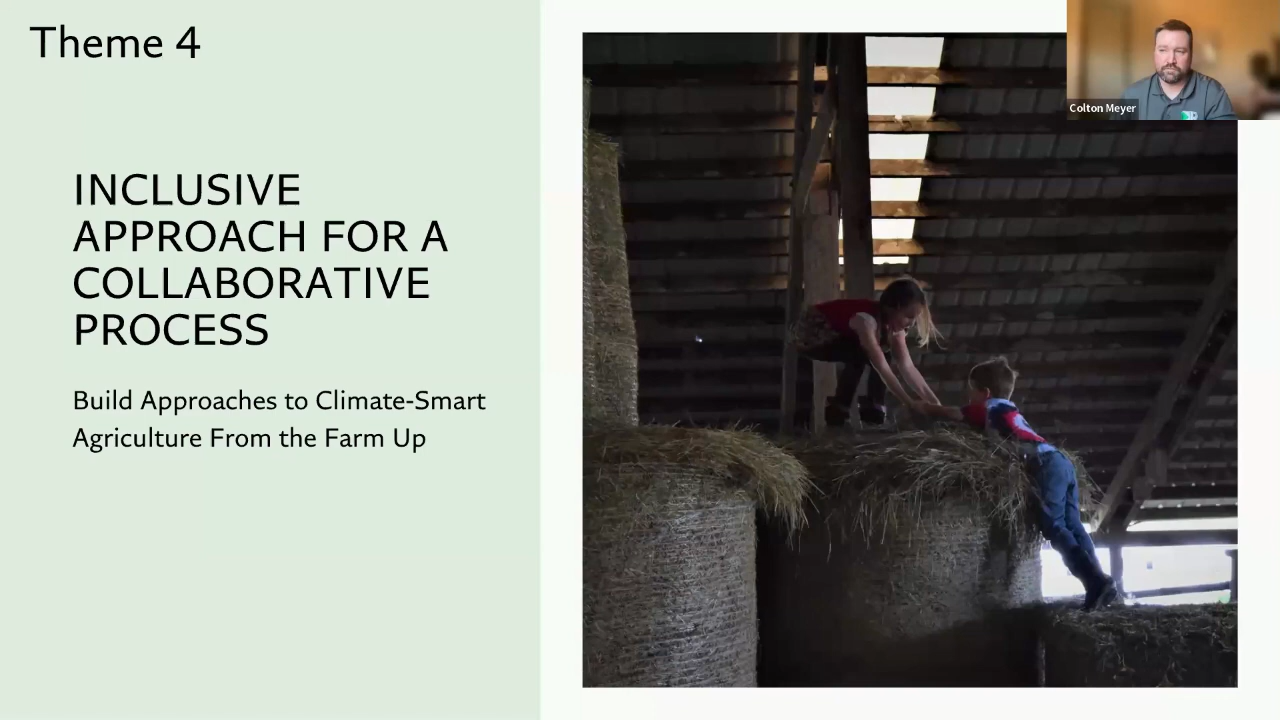 Theme 4
INCLUSIVE
APPROACH FOR A
COLLABORATIVE
PROCESS
Build Approaches to Climate-Smart
Agriculture From the Farm Up
Colton Meyer